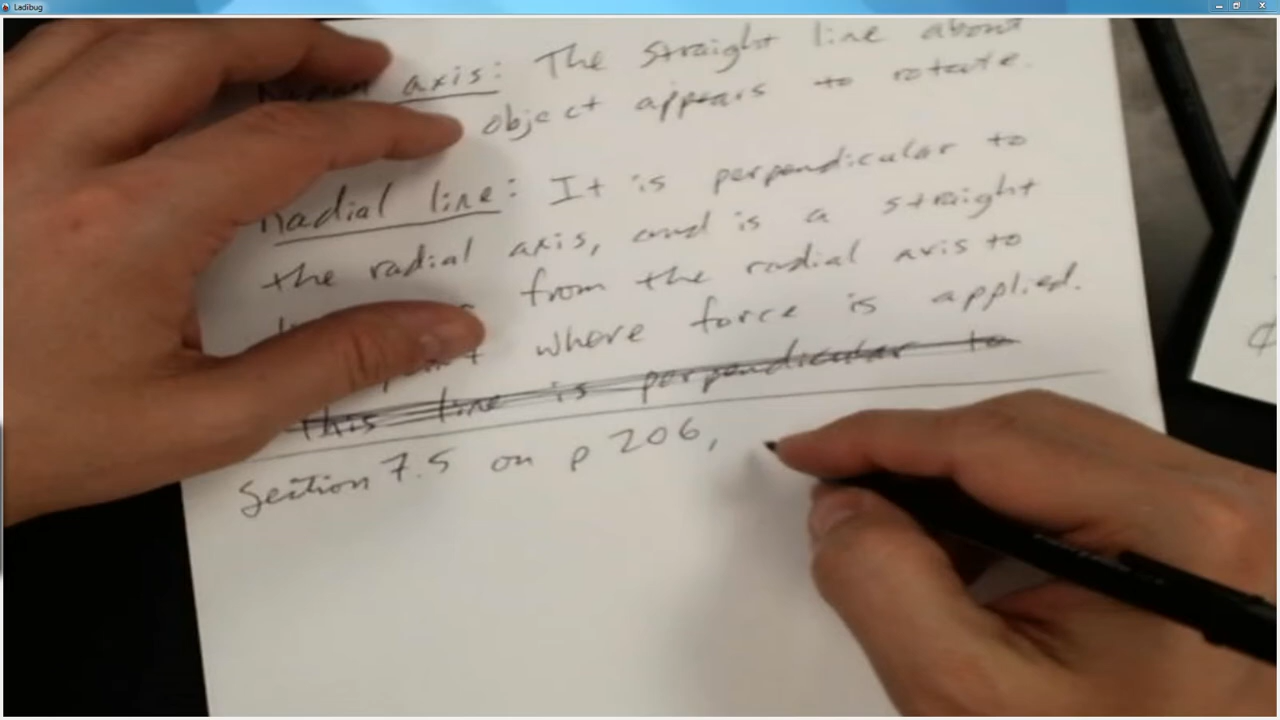 Ladibug
axis: The straight line about
object appears to rotate.
Radial line: It is perpendicular to
the radial axis, and is a straight
from the radial axis to
where force is applied.
This line is perpendicular to
Section 7.5 on p 206,